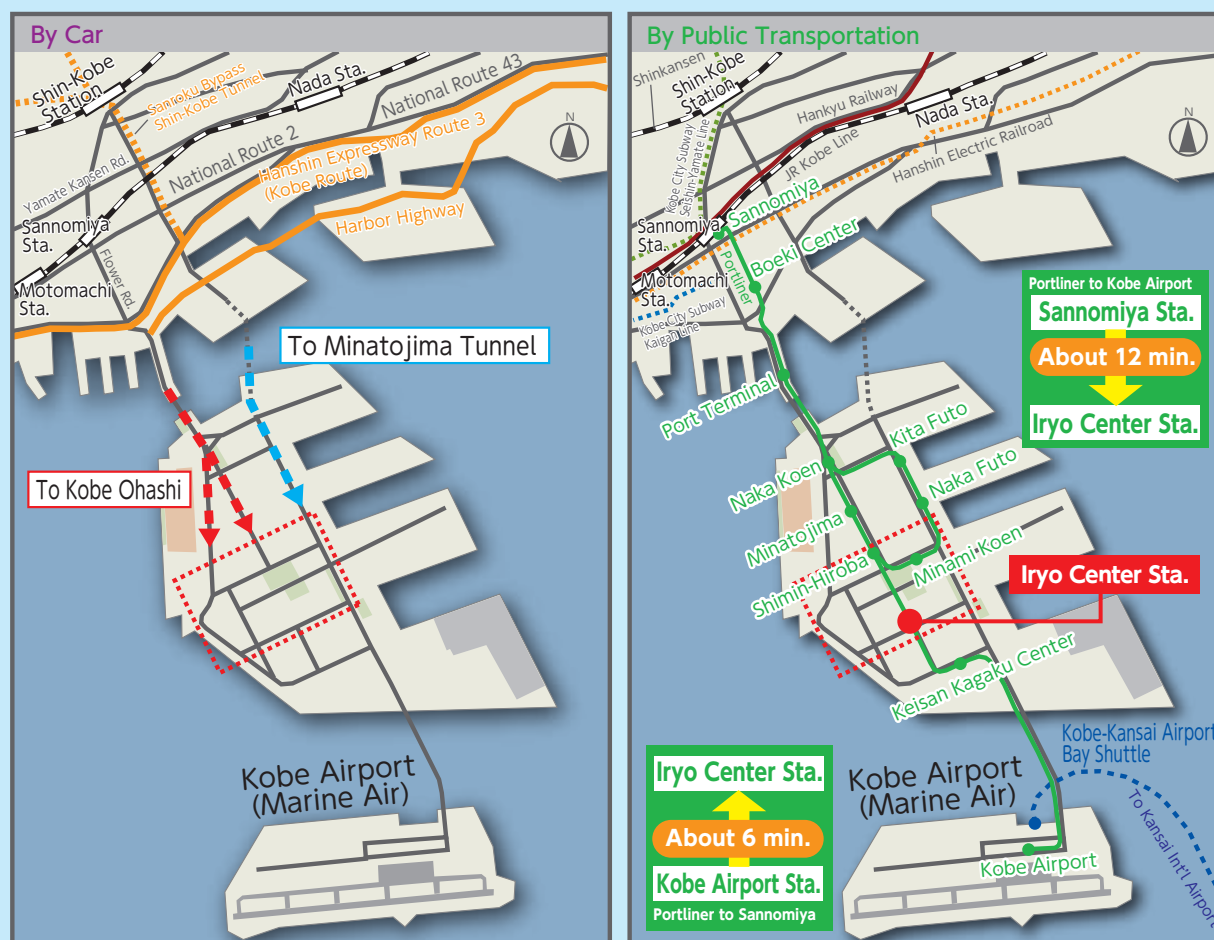 By Car
Shin-Kobe
Station
Sanroku Bypass
Shin-Kobe Tunnel
Nada Sta.
National Route 43
National Route 2
Hanshin Expressway Route 3
(Kobe Route)
Harbor Highway
Yamate Kansen Rd.
Sannomiya
Sta.
Flower Rd.
Motomachi
Sta.
N
To Minatojima Tunnel
To Kobe Ohashi
Kobe Airport
(Marine Air)
By Public Transportation
Shinkansen
Shin-Kobe
Station
Hankyu Railway
Nada Sta.
JR Kobe Line
Hanshin Electric Railroad
Kobe City Subway
Seishin-Yamate Line
N
Sannomiya
Sta.
Sannomiya
Boeki Center
Portliner
Motomachi
Sta.
Kobe City Subway
Kaigan Line
Portliner to Kobe Airport
Sannomiya Sta.
About 12 min.
Iryo Center Sta.
Port Terminal
Kita Futo
Naka Koen
Naka Futo
Minatojima
Minami Koen
Shimin-Hiroba
Iryo Center Sta.
Keisan Kagaku Center
Kobe-Kansai Airport
Bay Shuttle
To Kansai Int'l Airport
Kobe Airport
(Marine Air)
Kobe Airport
Iryo Center Sta.
About 6 min.
Kobe Airport Sta.
Portliner to Sannomiya